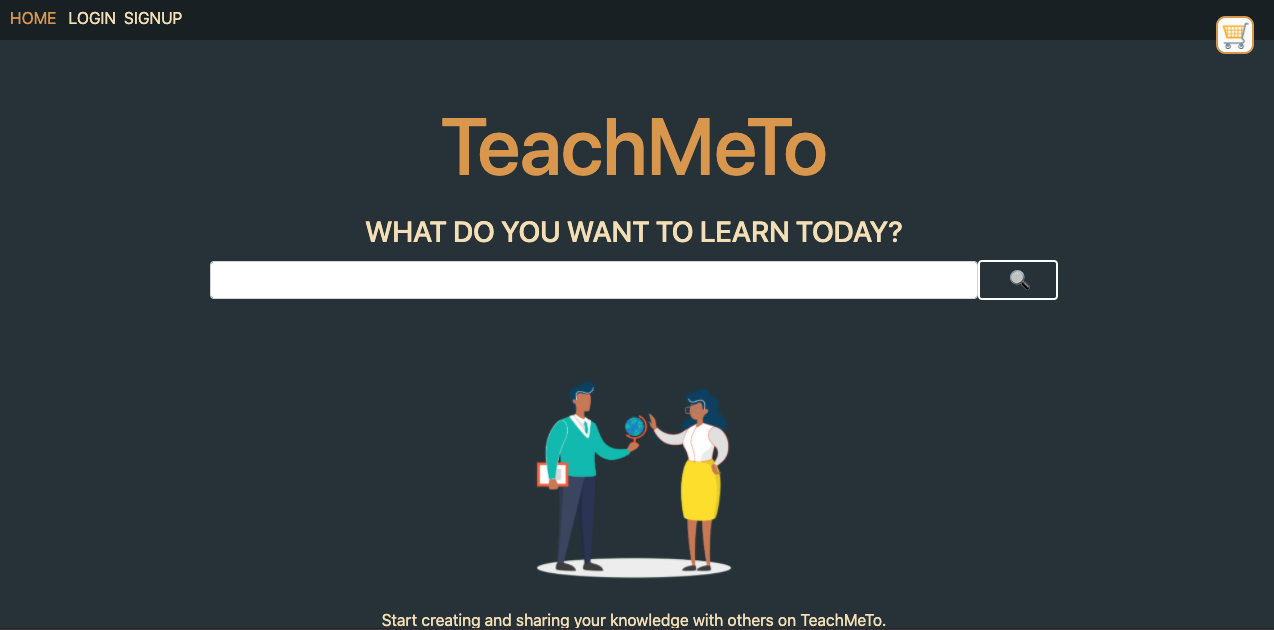 HOME LOGIN SIGNUP
TeachMeTo
WHAT DO YOU WANT TO LEARN TODAY?
Start creating and sharing your knowledge with others on TeachMeTo.